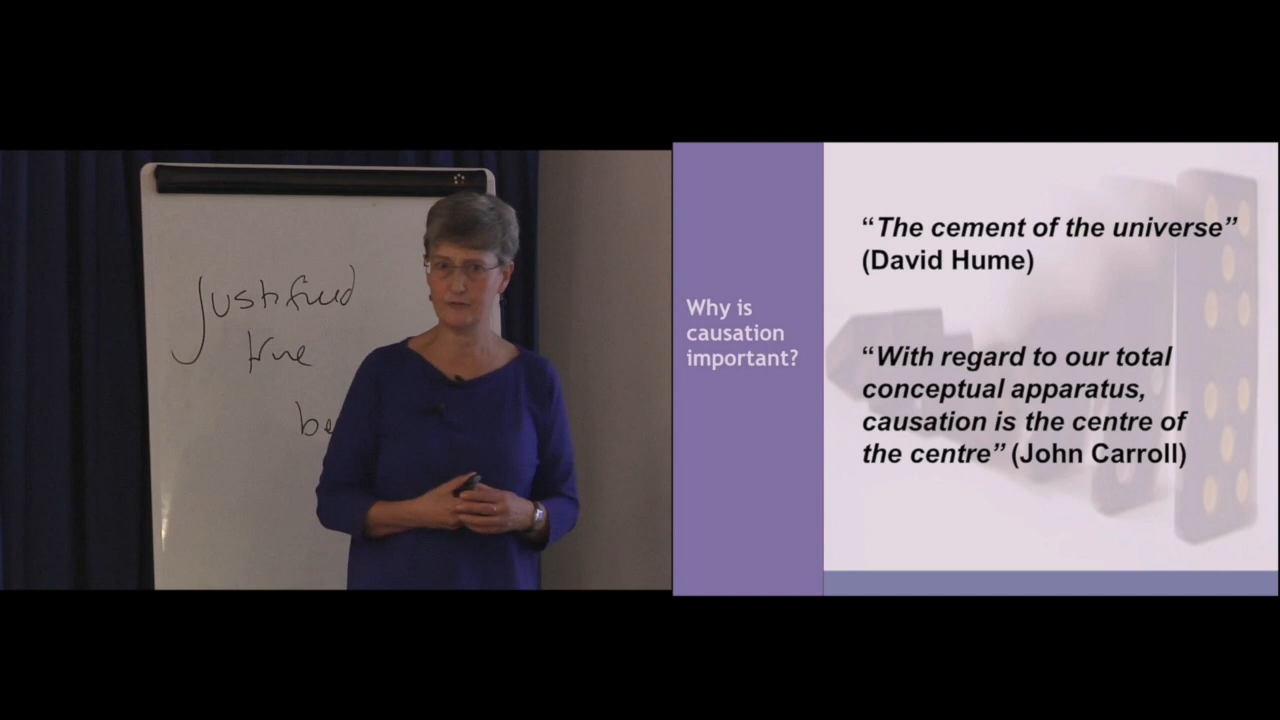 Justified
true
be
Why is
causation
important?
“The cement of the universe”
(David Hume)
“With regard to our total
conceptual apparatus,
causation is the centre of
the centre” (John Carroll)